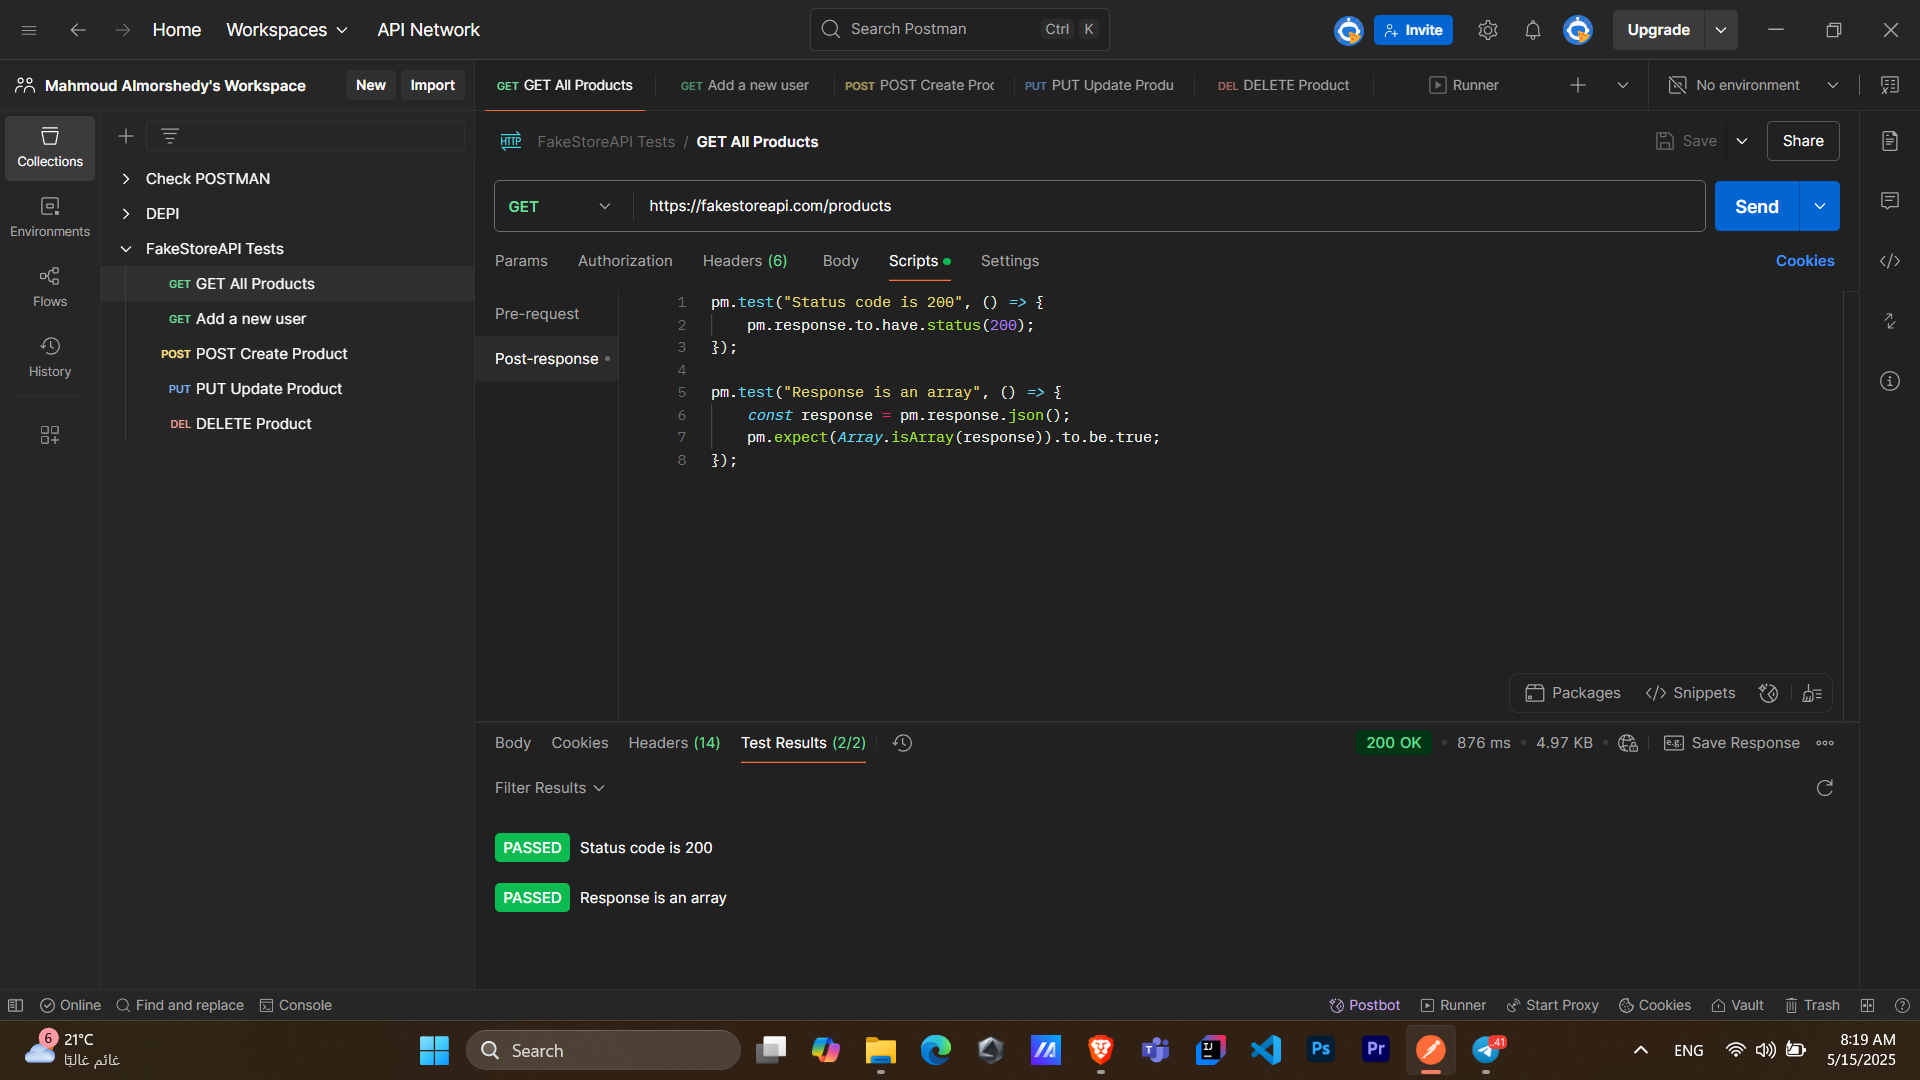 Home Workspaces API Network Search Postman Ctrl K Invite Upgrade
Mahmoud Almorshedy's Workspace New Import
GET GET All Products GET Add a new user POST POST Create Proc PUT PUT Update Produ DEL DELETE Product Runner No environment
Collections
Environments
Flows
History
Check POSTMAN
DEPI
FakeStoreAPI Tests
GET GET All Products
GET Add a new user
POST POST Create Product
PUT PUT Update Product
DEL DELETE Product
HTTP FakeStoreAPI Tests / GET All Products Save Share
GET https://fakestoreapi.com/products Send
Params Authorization Headers (6) Body Scripts Settings Cookies
Pre-request
Post-response
1 pm.test("Status code is 200", () => {
2 pm.response.to.have.status(200);
3 });
4
5 pm.test("Response is an array", () => {
6 const response = pm.response.json();
7 pm.expect(Array.isArray(response)).to.be.true;
8 });
Packages </> Snippets
Body Cookies Headers (14) Test Results (2/2) 200 OK 876 ms 4.97 KB e.g. Save Response
Filter Results
PASSED Status code is 200
PASSED Response is an array
Online Find and replace Console Postbot Runner Start Proxy Cookies Vault Trash
6 21°C
غائم غالبًا
Search
Ps Pr 41
ENG
8:19 AM
5/15/2025